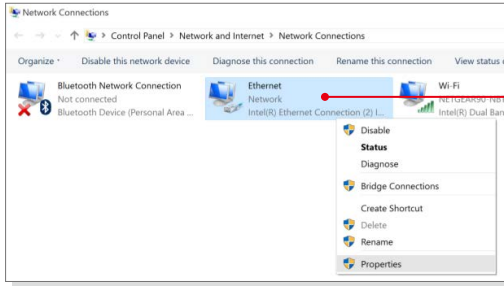 Network Connections
Control Panel > Network and Internet > Network Connections
Organize Disable this network device Diagnose this connection Rename this connection View status
Bluetooth Network Connection
Not connected
Bluetooth Device (Personal Area ...
Ethernet
Network
Intel(R) Ethernet Connection (2) I...
Wi-Fi
Intel(R) Dual Ban
Disable
Status
Diagnose
Bridge Connections
Create Shortcut
Delete
Rename
Properties